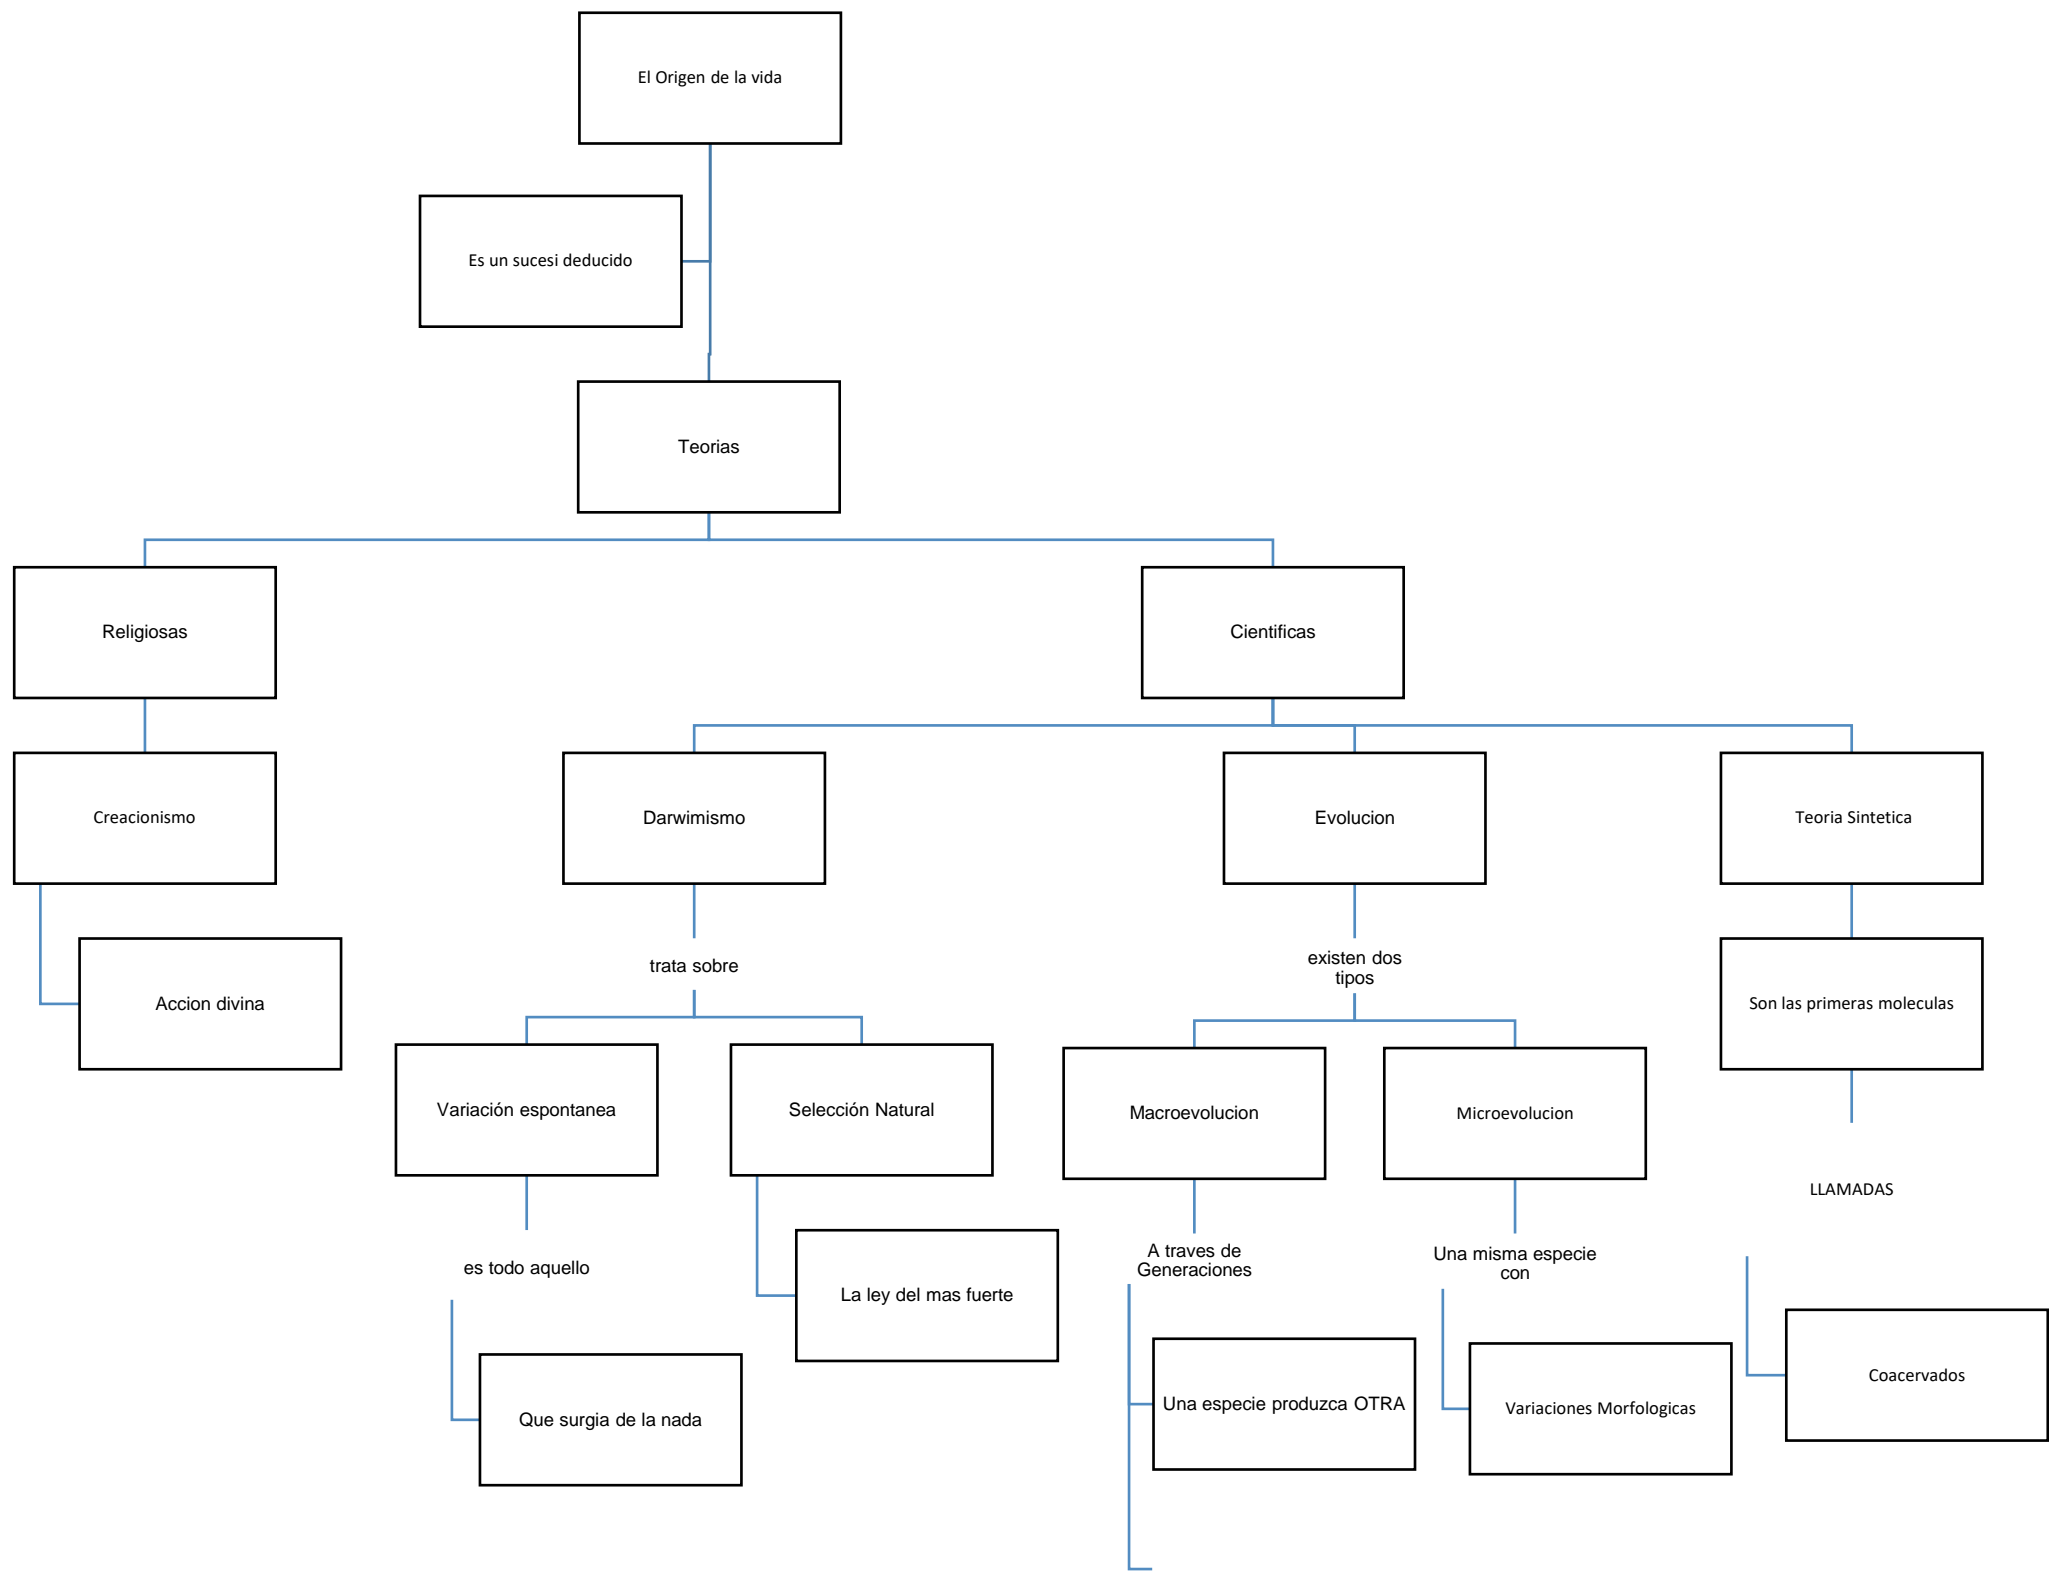 El Origen de la vida
Es un sucesi deducido
Teorias
Religiosas
Cientificas
Creacionismo
Darwimismo
Evolucion
Teoria Sintetica
Accion divina
trata sobre
existen dos
tipos
Son las primeras moleculas
Variación espontanea
Selección Natural
Macroevolucion
Microevolucion
LLAMADAS
es todo aquello
La ley del mas fuerte
A traves de
Generaciones
Una misma especie
con
Que surgia de la nada
Una especie produzca OTRA
Variaciones Morfologicas
Coacervados